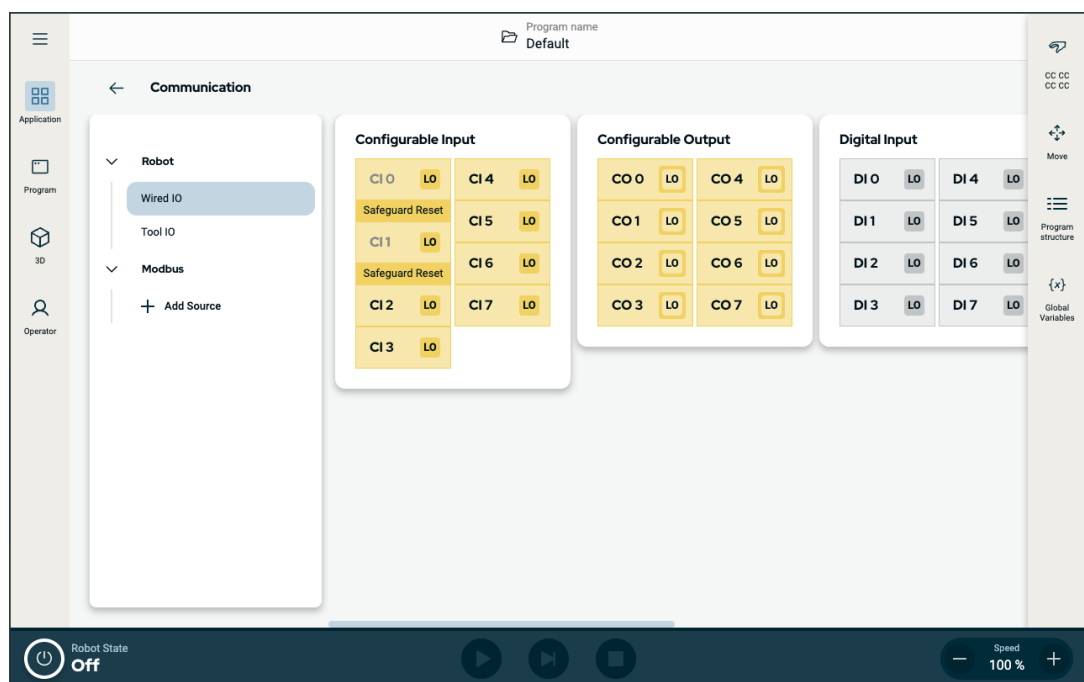 Program name
Default
Application
Program
3D
Operator
Communication
Robot
Wired IO
Tool IO
Modbus
Add Source
Configurable Input
CI 0 LO CI 4 LO
Safeguard Reset
CI 5 LO
CI 1 LO
CI 6 LO
Safeguard Reset
CI 2 LO CI 7 LO
CI 3 LO
Configurable Output
CO 0 LO CO 4 LO
CO 1 LO CO 5 LO
CO 2 LO CO 6 LO
CO 3 LO CO 7 LO
Digital Input
DI 0 LO DI 4 LO
DI 1 LO DI 5 LO
DI 2 LO DI 6 LO
DI 3 LO DI 7 LO
CC CC
CC CC
Move
Program
structure
{x}
Global
Variables
Robot State
Off
Speed
100 %